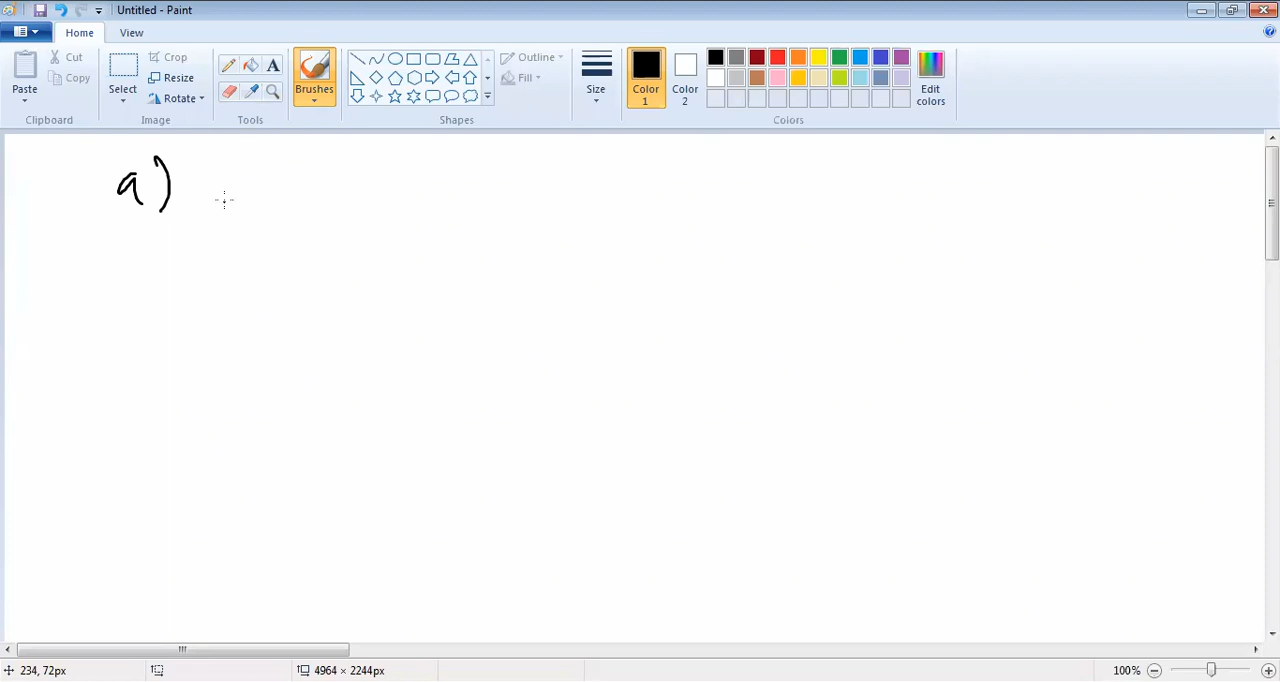 Untitled - Paint
Home View
Paste Cut Copy Select Crop Resize Rotate Brushes Outline Fill Size Color 1 Color 2 Edit colors
Clipboard Image Tools Shapes Colors
a)
234, 72px 4964 × 2244px 100%